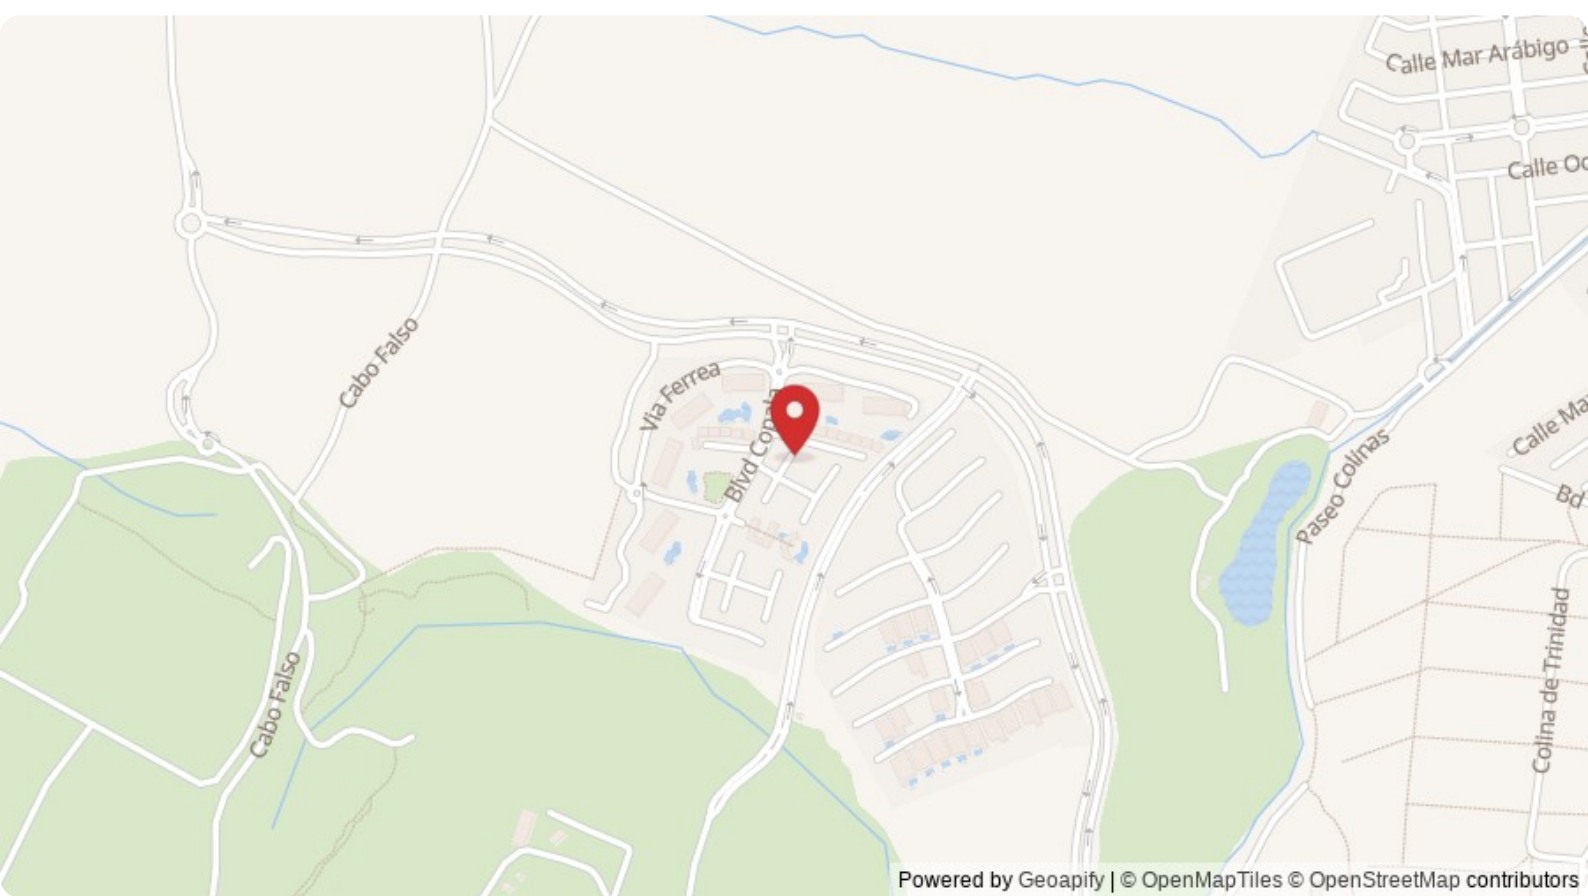 Calle Mar Arábigo
Calle Oc
Cabo Falso
Via Ferrea
Blvd Copala
Calle Ma
Paseo Colinas
Bd
Colina de Trinidad
Cabo Falso
Powered by Geoapify | © OpenMapTiles © OpenStreetMap contributors